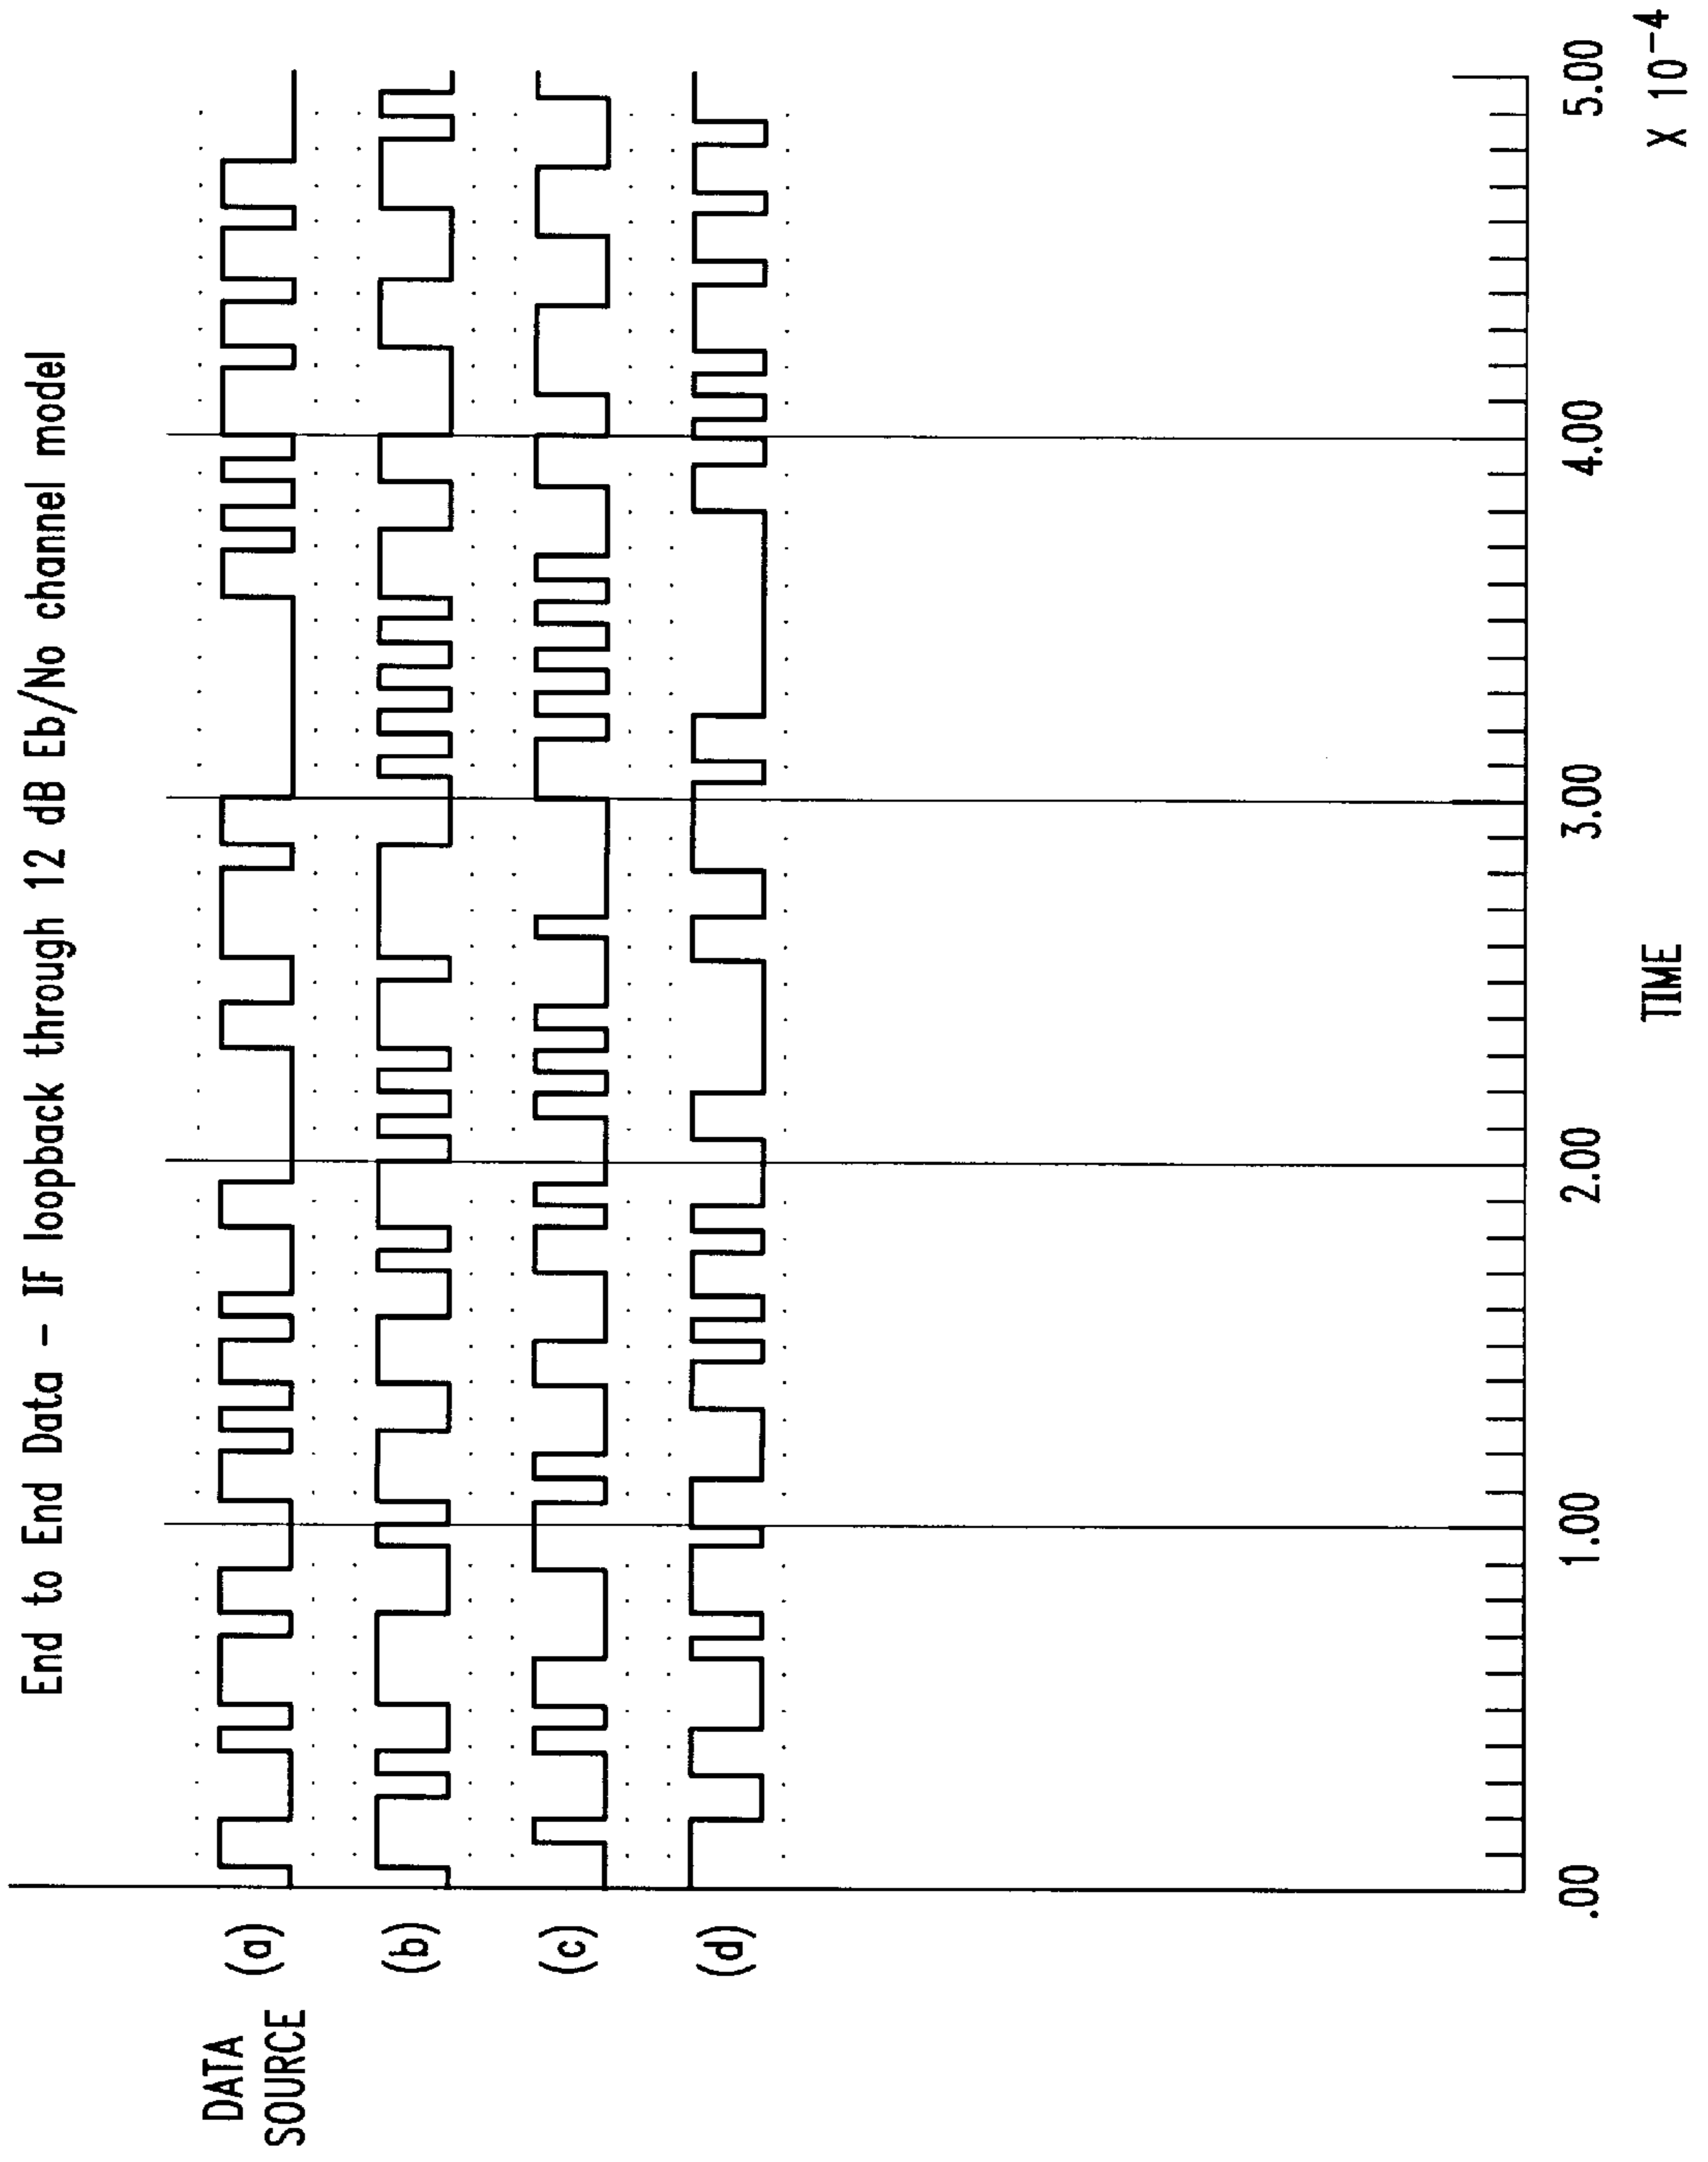 End to End Data - IF loopback through 12 dB Eb/No channel model
DATA
SOURCE
(a)
(b)
(c)
(d)
.00
1.00
2.00
3.00
4.00
5.00
X 10-4
TIME